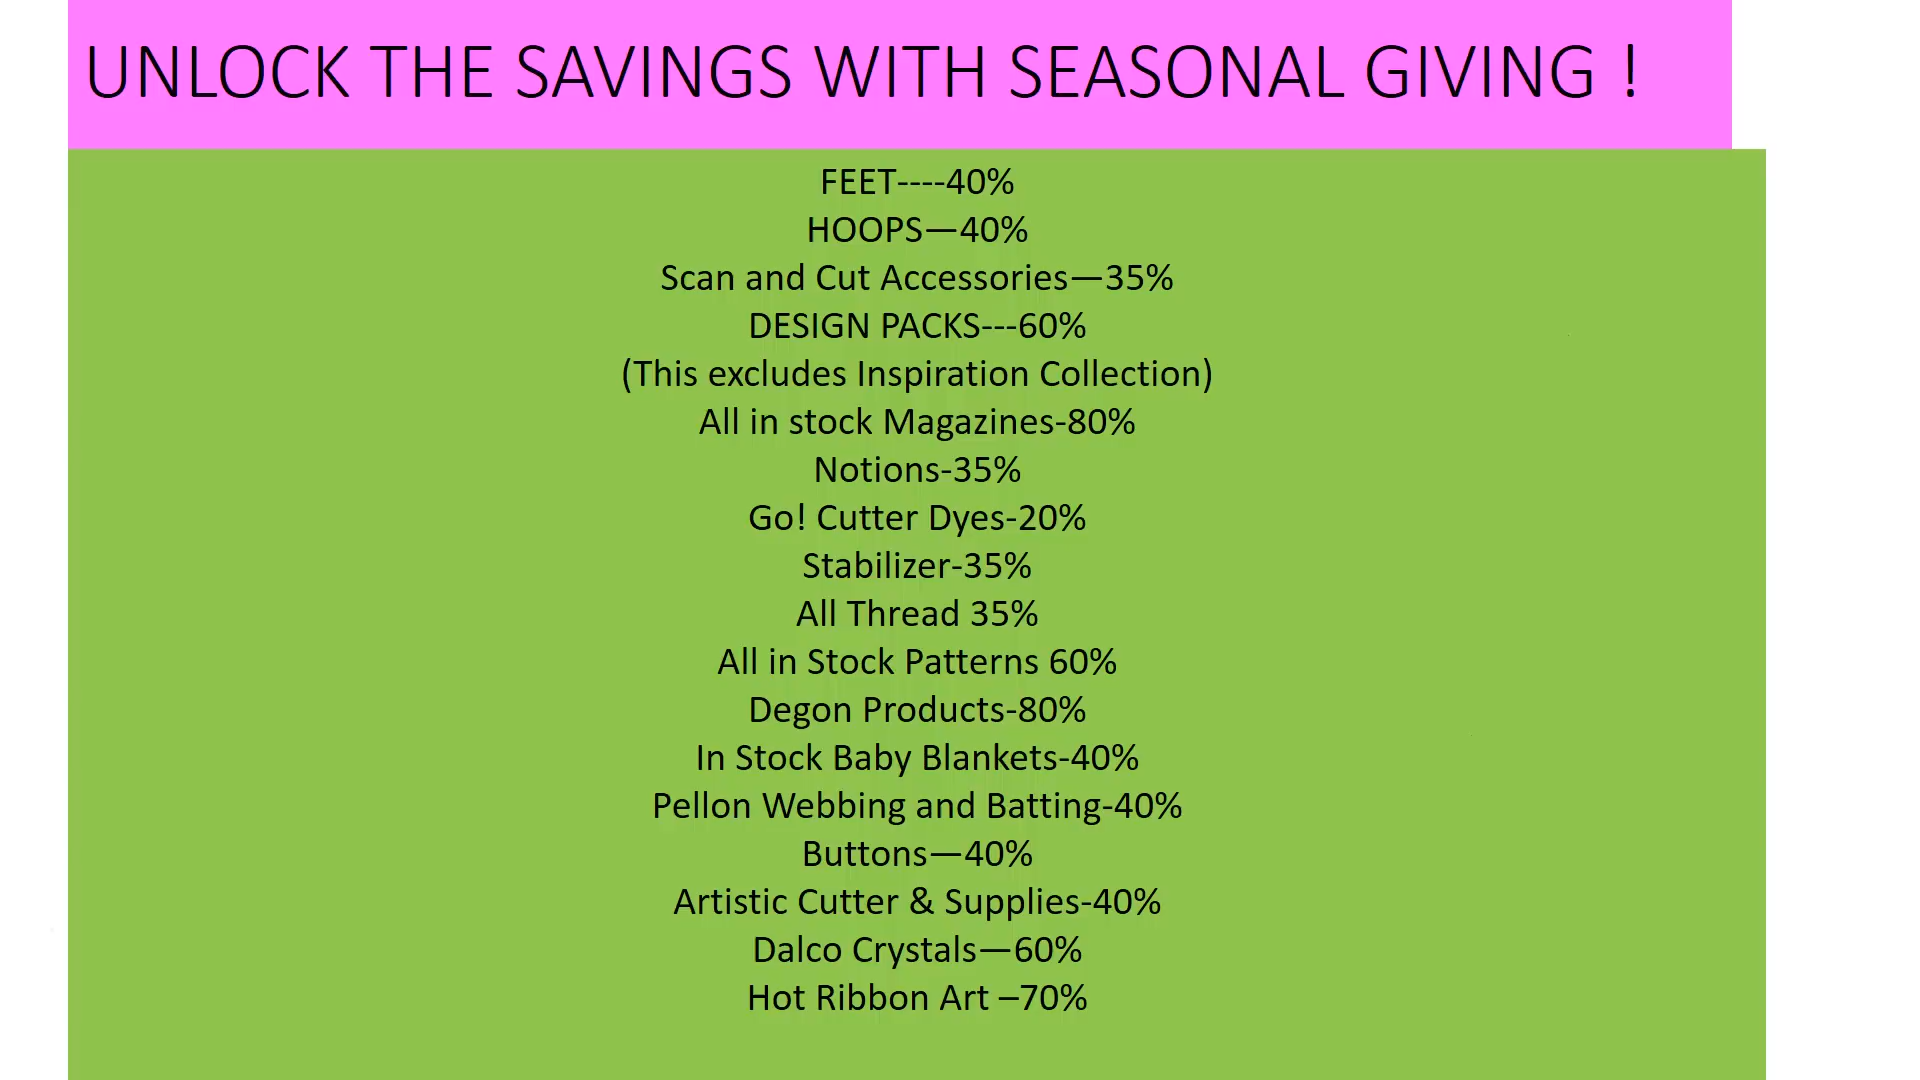 UNLOCK THE SAVINGS WITH SEASONAL GIVING !
FEET----40%
HOOPS—40%
Scan and Cut Accessories—35%
DESIGN PACKS---60%
(This excludes Inspiration Collection)
All in stock Magazines-80%
Notions-35%
Go! Cutter Dyes-20%
Stabilizer-35%
All Thread 35%
All in Stock Patterns 60%
Degon Products-80%
In Stock Baby Blankets-40%
Pellon Webbing and Batting-40%
Buttons—40%
Artistic Cutter & Supplies-40%
Dalco Crystals—60%
Hot Ribbon Art –70%